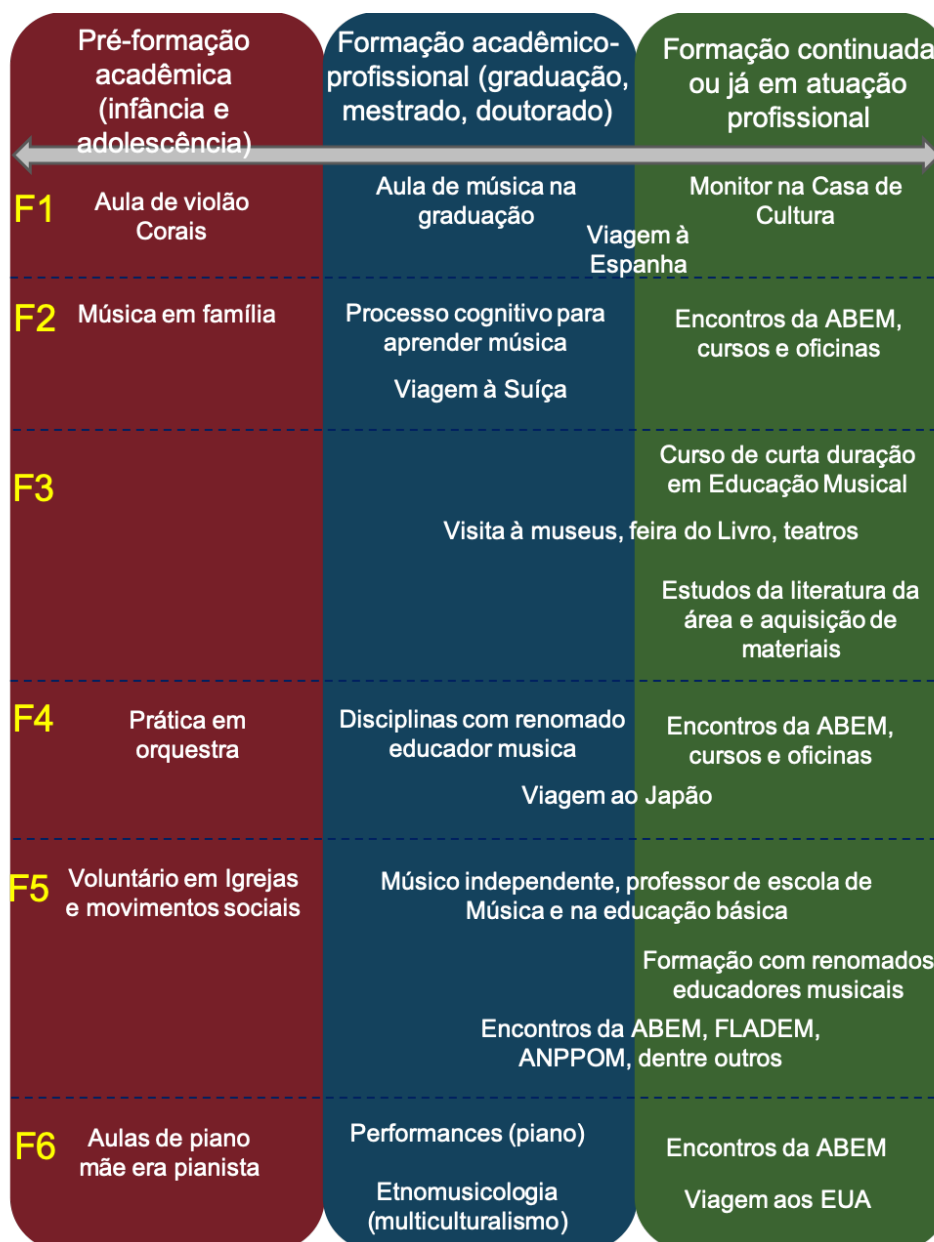 Pré-formação
acadêmica
(infância e
adolescência)
Formação acadêmico-
profissional (graduação,
mestrado, doutorado)
Formação continuada
ou já em atuação
profissional
F1
Aula de violão
Corais
Aula de música na
graduação
Viagem à
Espanha
Monitor na Casa de
Cultura
F2
Música em família
Processo cognitivo para
aprender música
Viagem à Suíça
Encontros da ABEM,
cursos e oficinas
F3
Curso de curta duração
em Educação Musical
Visita à museus, feira do Livro, teatros
Estudos da literatura da
área e aquisição de
materiais
F4
Prática em
orquestra
Disciplinas com renomado
educador musica
Viagem ao Japão
Encontros da ABEM,
cursos e oficinas
F5
Voluntário em Igrejas
e movimentos sociais
Músico independente, professor de escola de
Música e na educação básica
Formação com renomados
educadores musicais
Encontros da ABEM, FLADEM,
ANPPOM, dentre outros
F6
Aulas de piano
mãe era pianista
Performances (piano)
Etnomusicologia
(multiculturalismo)
Encontros da ABEM
Viagem aos EUA